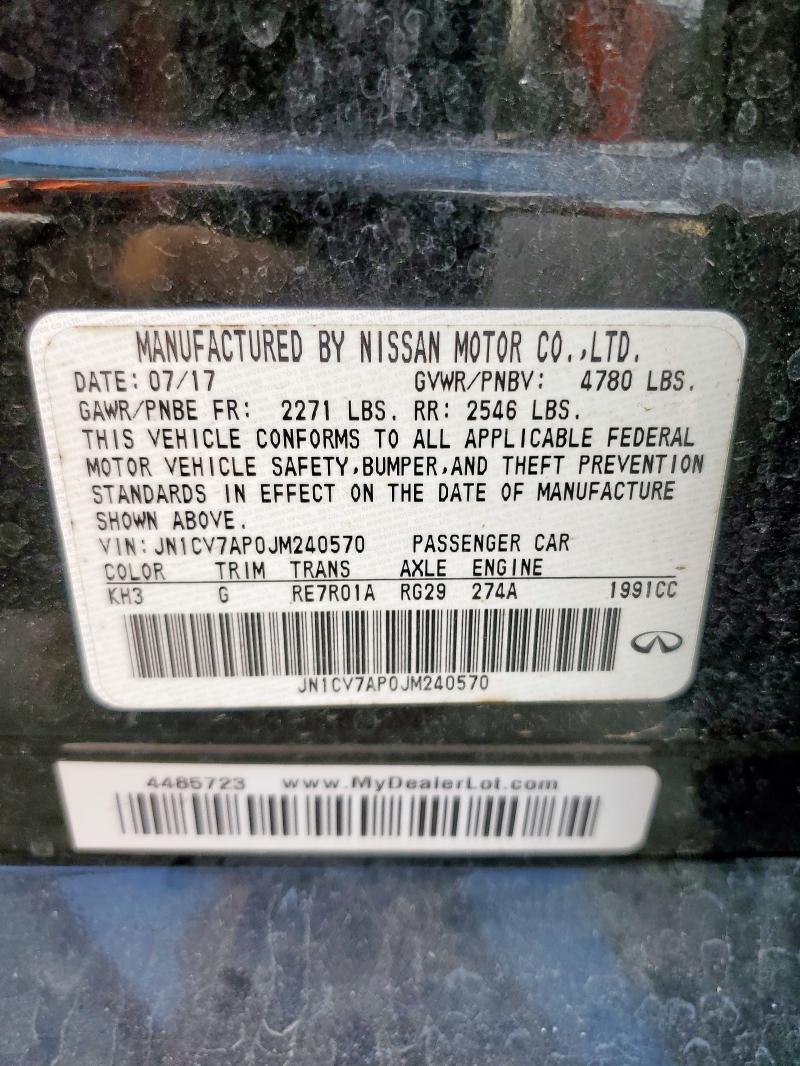 MANUFACTURED BY NISSAN MOTOR CO.,LTD.
DATE: 07/17 GVWR/PNBV: 4780 LBS.
GAWR/PNBE FR: 2271 LBS. RR: 2546 LBS.
THIS VEHICLE CONFORMS TO ALL APPLICABLE FEDERAL
MOTOR VEHICLE SAFETY,BUMPER,AND THEFT PREVENTION
STANDARDS IN EFFECT ON THE DATE OF MANUFACTURE
SHOWN ABOVE.
VIN: JN1CV7AP0JM240570 PASSENGER CAR
COLOR TRIM TRANS AXLE ENGINE
KH3 G RE7R01A RG29 274A 1991CC
JN1CV7AP0JM240570
4485723 www.MyDealerLot.com